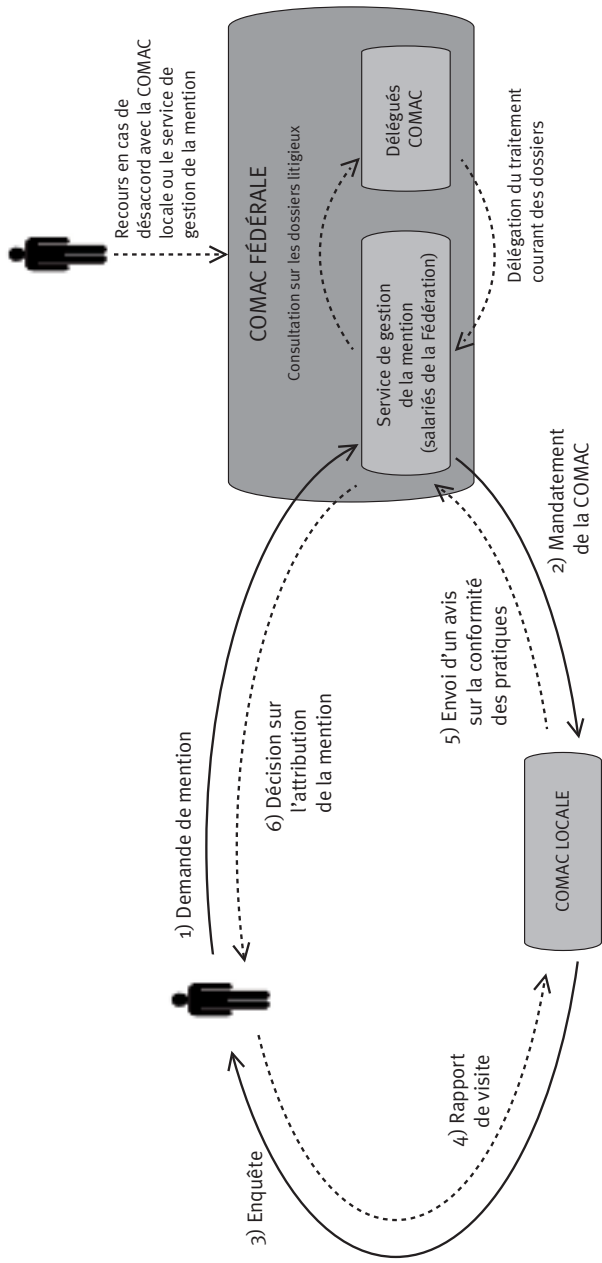 1) Demande de mention
6) Décision sur
l’attribution
de la mention
3) Enquête
4) Rapport
de visite
COMAC LOCALE
5) Envoi d’un avis
sur la conformité
des pratiques
2) Mandatement
de la COMAC
Recours en cas de
désaccord avec la COMAC
locale ou le service de
gestion de la mention
COMAC FÉDÉRALE
Consultation sur les dossiers litigieux
Service de gestion
de la mention
(salariés de la Fédération)
Délégués
COMAC
Délégation du traitement
courant des dossiers